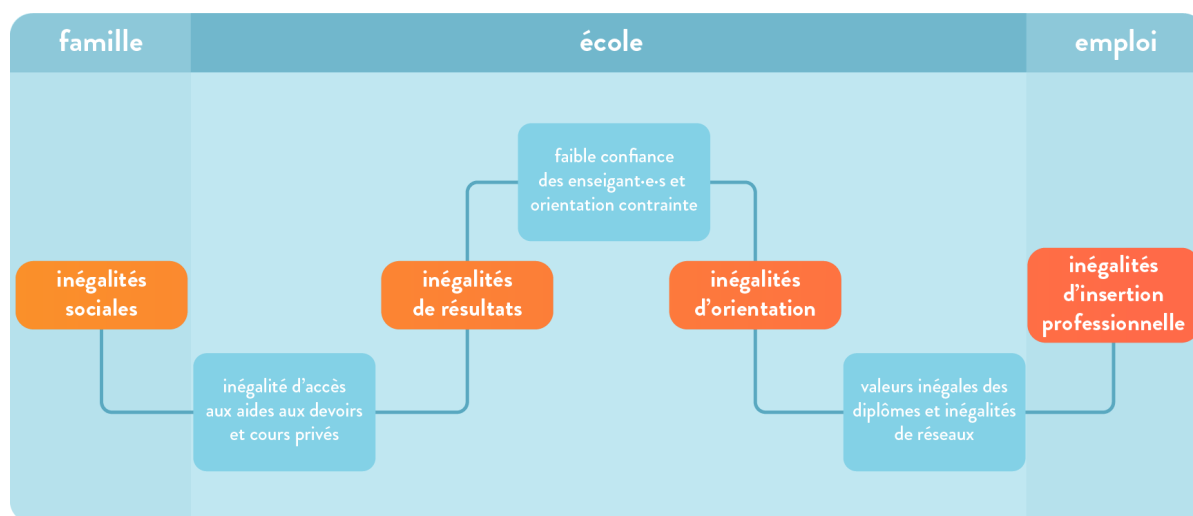 famille
école
emploi
faible confiance
des enseigant·e·s et
orientation contrainte
inégalités
sociales
inégalités
de résultats
inégalités
d'orientation
inégalités
d'insertion
professionnelle
inégalité d'accès
aux aides aux devoirs
et cours privés
valeurs inégales des
diplômes et inégalités
de réseaux